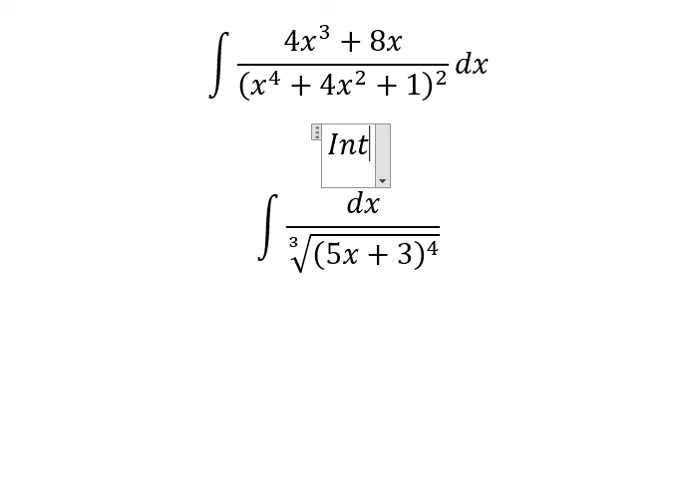 ∫ (4x³ + 8x)/((x⁴ + 4x² + 1)²) dx
Int
∫ dx/∛((5x + 3)⁴)